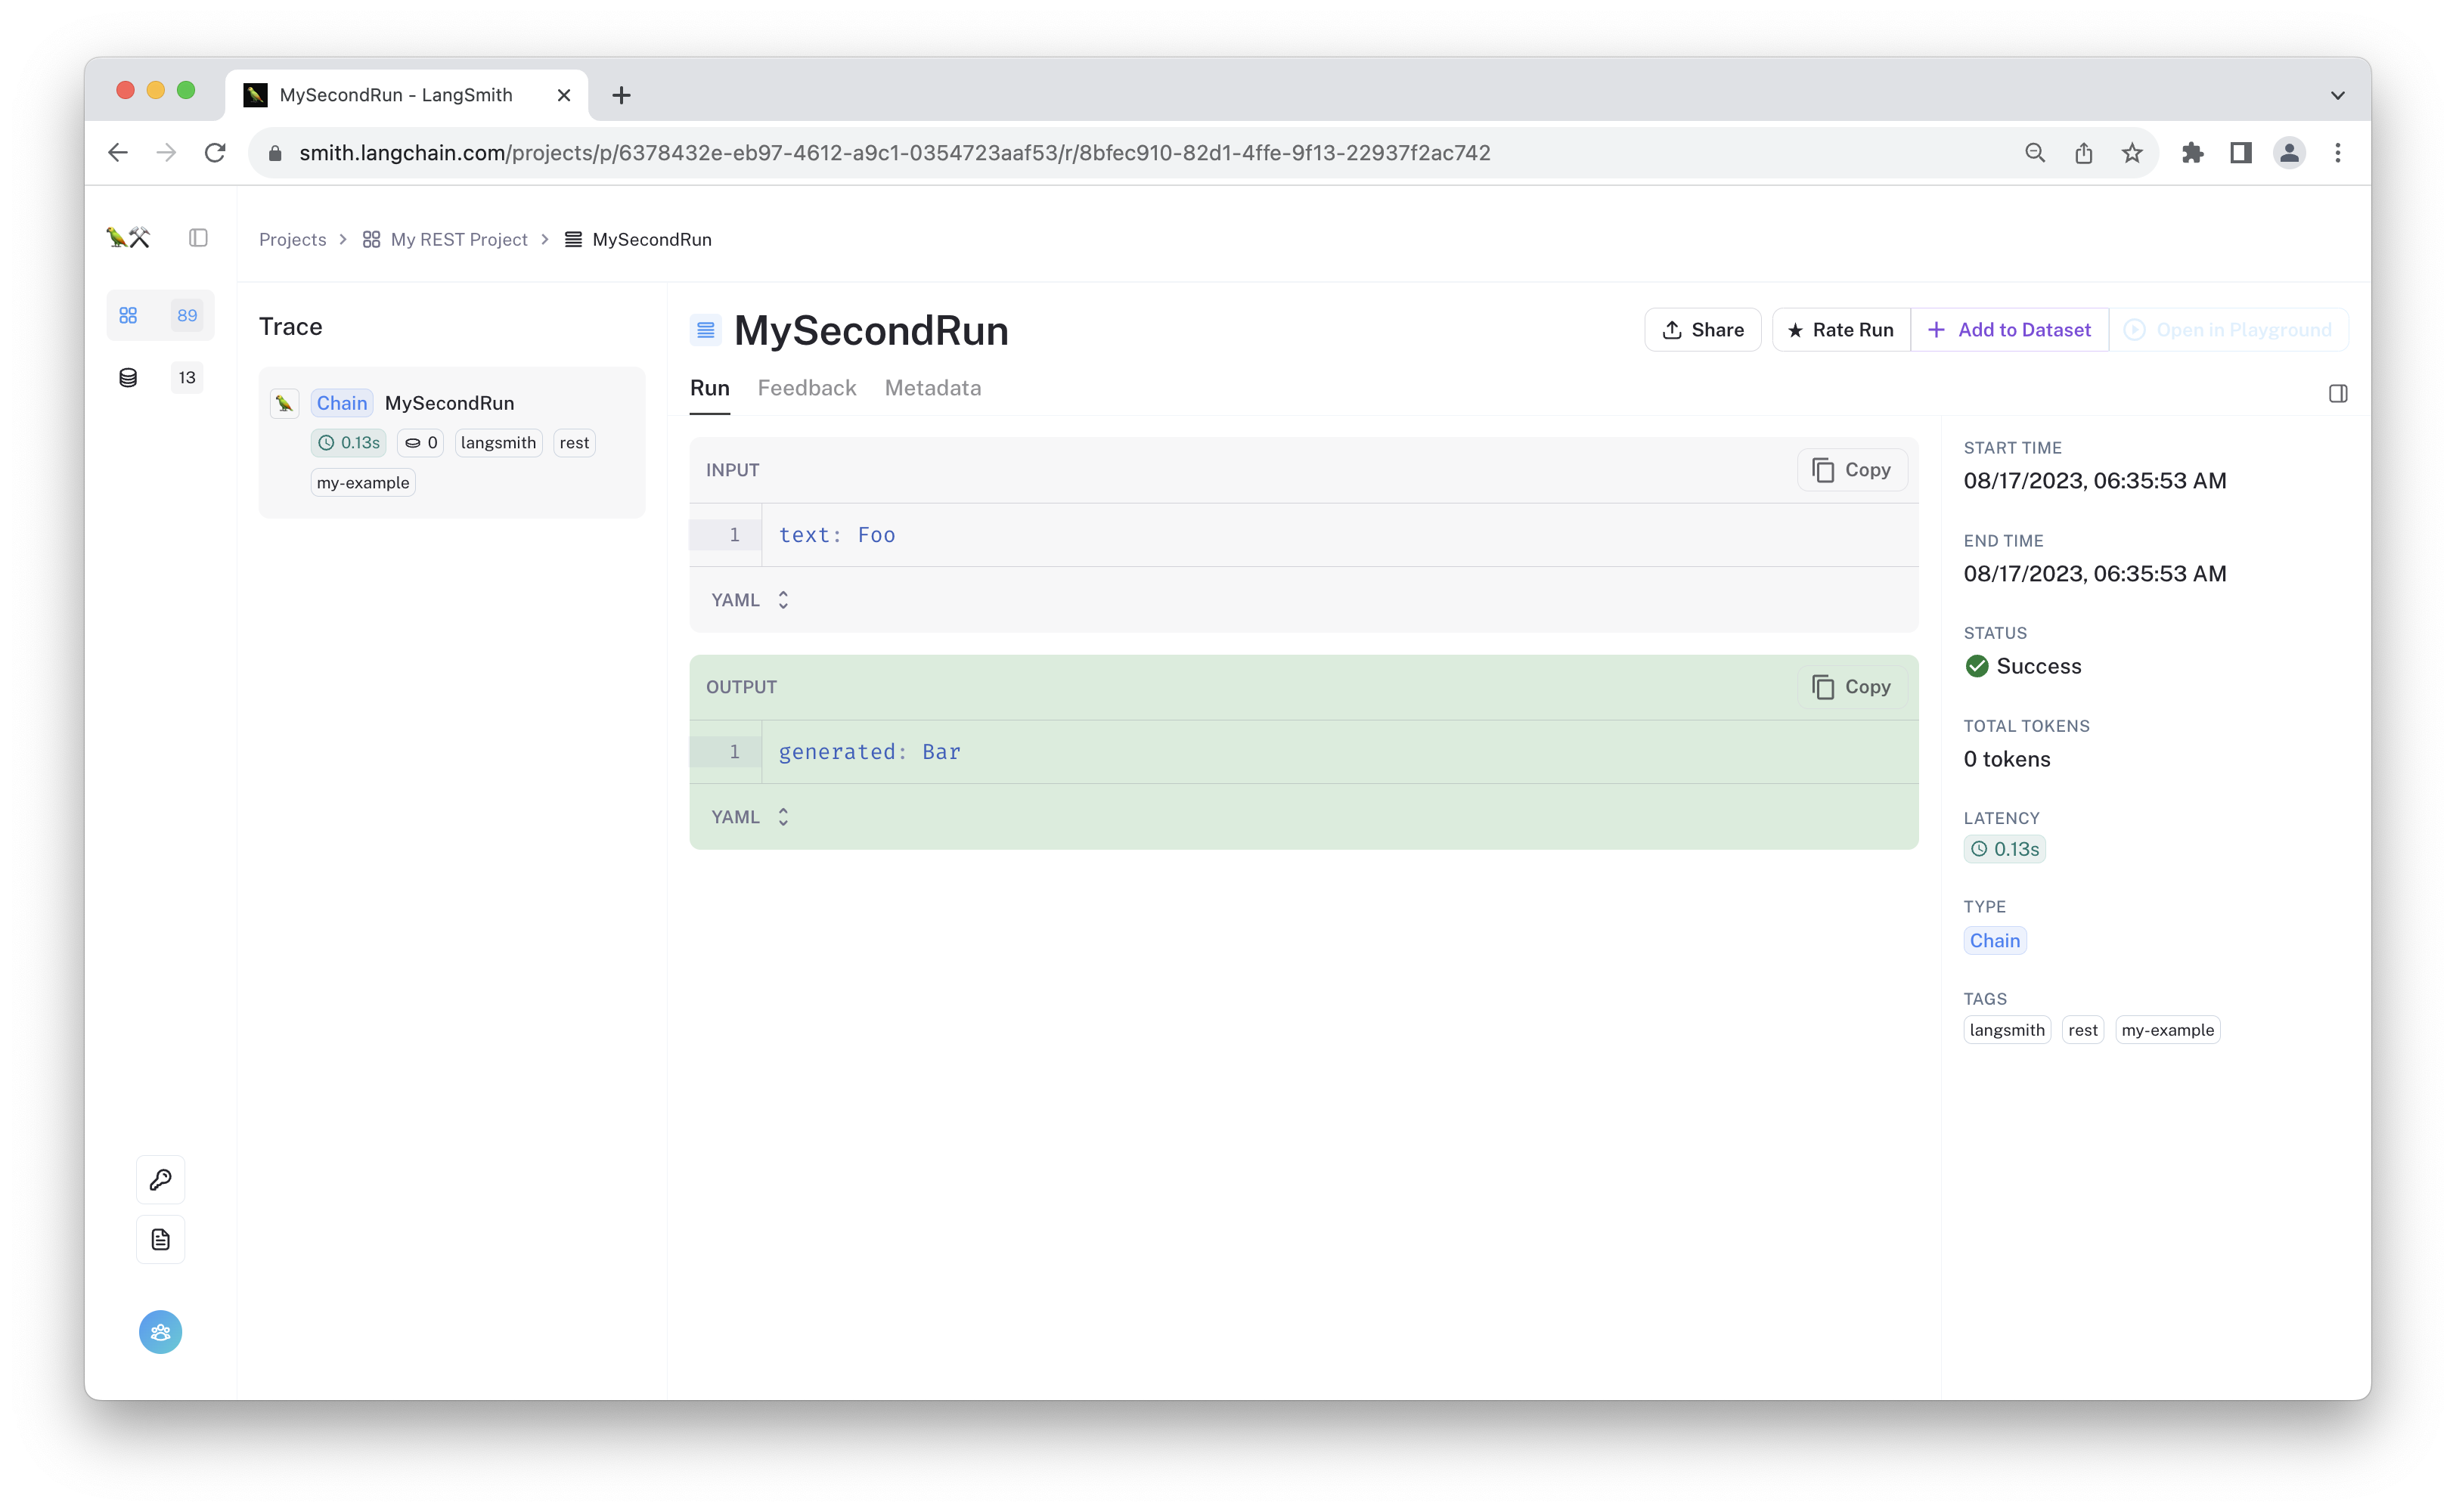 MySecondRun - LangSmith
smith.langchain.com/projects/p/6378432e-eb97-4612-a9c1-0354723aaf53/r/8bfec910-82d1-4ffe-9f13-22937f2ac742
Projects > My REST Project > MySecondRun
89
13
Trace
Chain MySecondRun
0.13s 0 langsmith rest
my-example
MySecondRun
Share Rate Run Add to Dataset Open in Playground
Run Feedback Metadata
INPUT Copy
1 text: Foo
YAML
OUTPUT Copy
1 generated: Bar
YAML
START TIME
08/17/2023, 06:35:53 AM
END TIME
08/17/2023, 06:35:53 AM
STATUS
Success
TOTAL TOKENS
0 tokens
LATENCY
0.13s
TYPE
Chain
TAGS
langsmith rest my-example